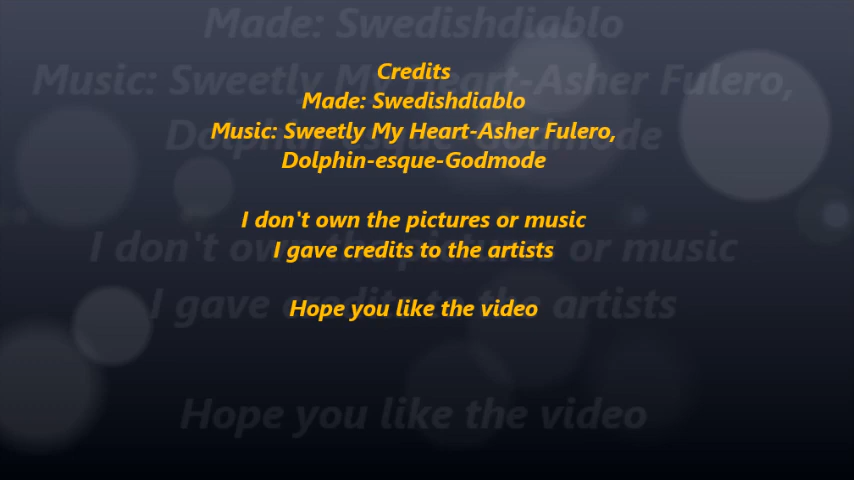 Credits
Made: Swedishdiablo
Music: Sweetly My Heart-Asher Fulero,
Dolphin-esque-Godmode
I don't own the pictures or music
I gave credits to the artists
Hope you like the video